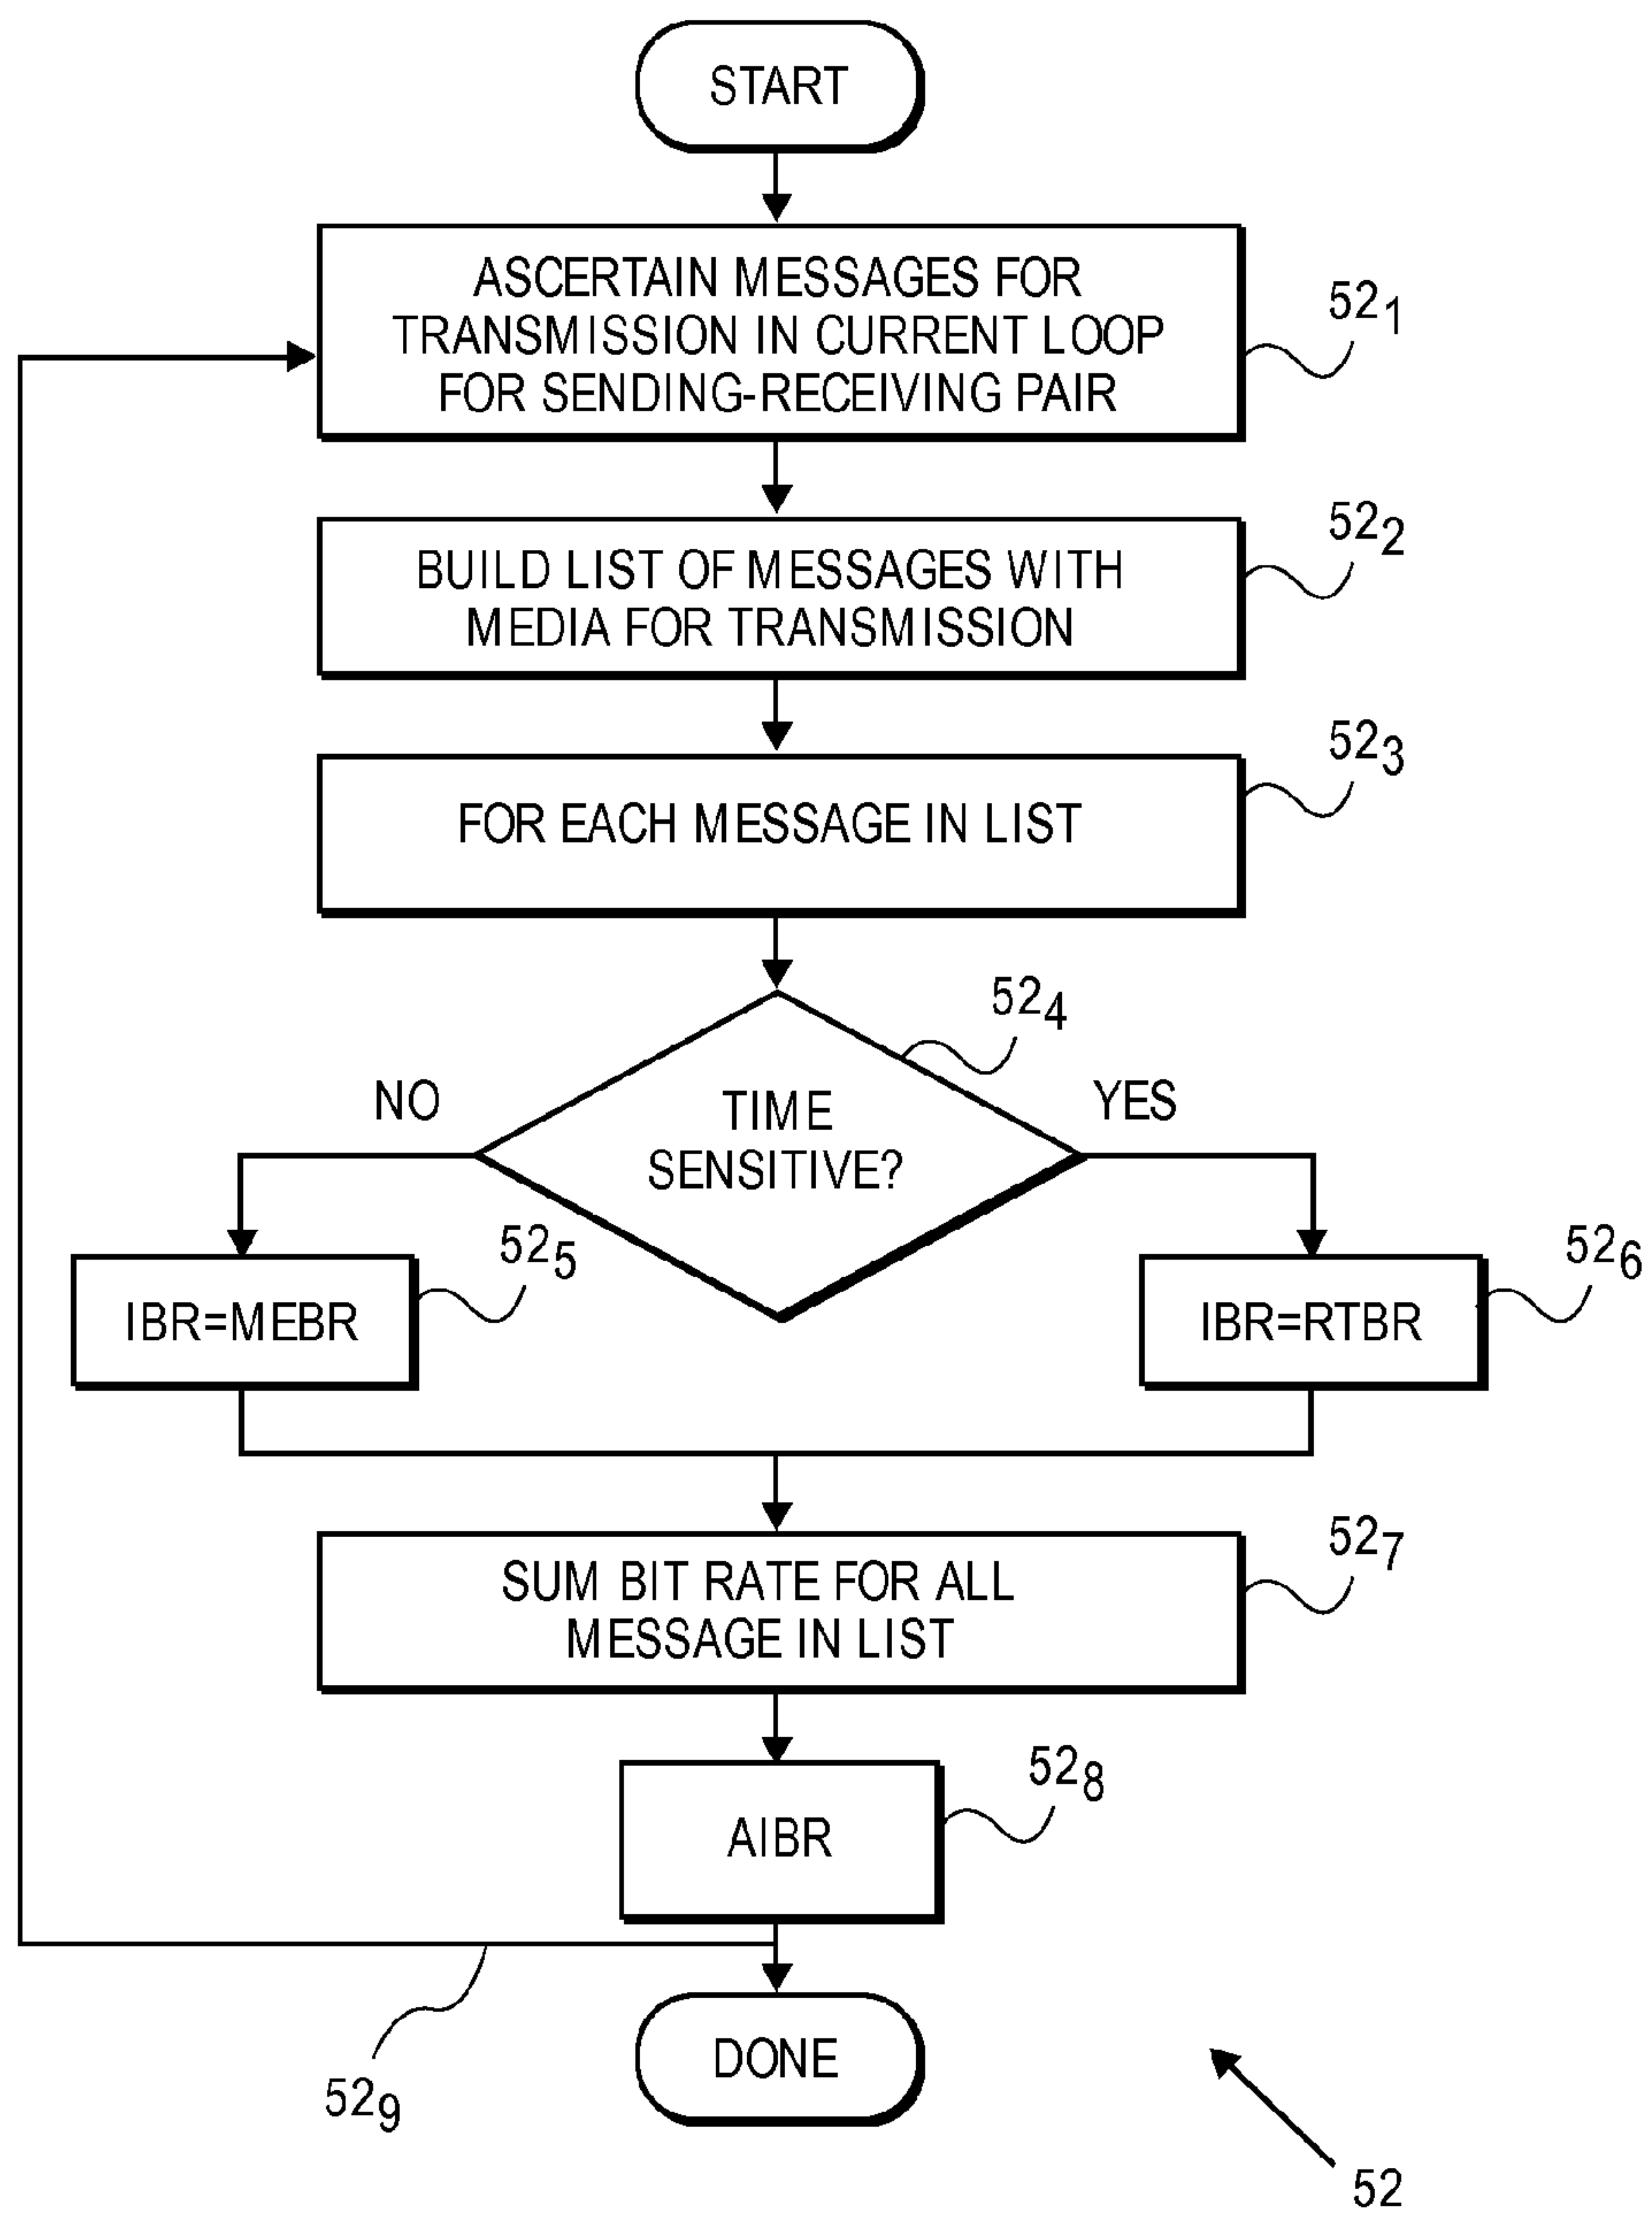 START
ASCERTAIN MESSAGES FOR
TRANSMISSION IN CURRENT LOOP
FOR SENDING-RECEIVING PAIR
52₁
BUILD LIST OF MESSAGES WITH
MEDIA FOR TRANSMISSION
52₂
FOR EACH MESSAGE IN LIST
52₃
52₄
NO
TIME
SENSITIVE?
YES
IBR=MEBR
52₅
IBR=RTBR
52₆
SUM BIT RATE FOR ALL
MESSAGE IN LIST
52₇
AIBR
52₈
DONE
52₉
52